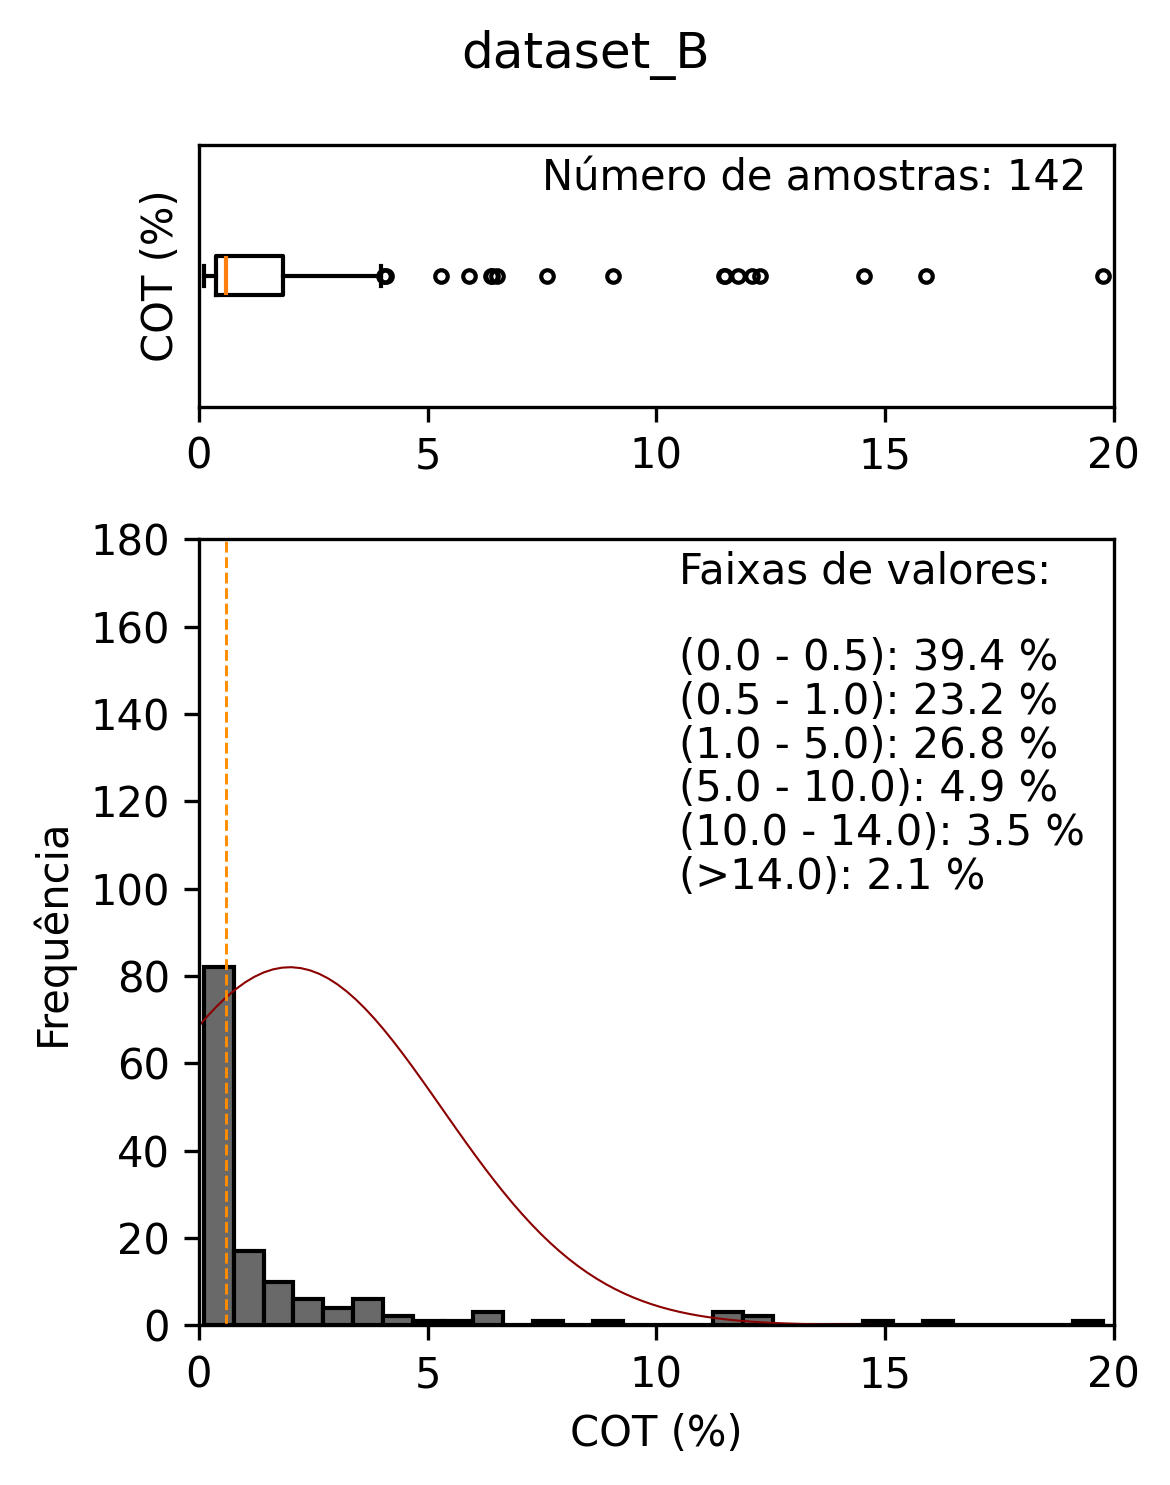 dataset_B
Número de amostras: 142
COT (%)
0 5 10 15 20
Faixas de valores:
(0.0 - 0.5): 39.4 %
(0.5 - 1.0): 23.2 %
(1.0 - 5.0): 26.8 %
(5.0 - 10.0): 4.9 %
(10.0 - 14.0): 3.5 %
(>14.0): 2.1 %
180
160
140
120
100
80
60
40
20
0
Frequência
0 5 10 15 20
COT (%)